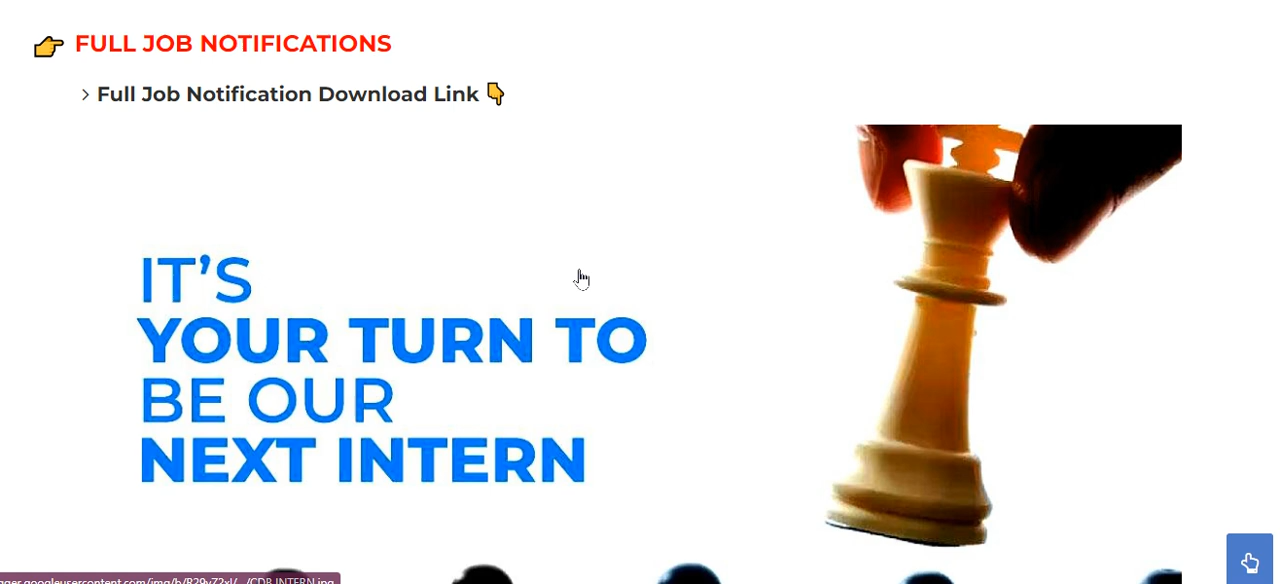 FULL JOB NOTIFICATIONS
Full Job Notification Download Link
IT'S
YOUR TURN TO
BE OUR
NEXT INTERN